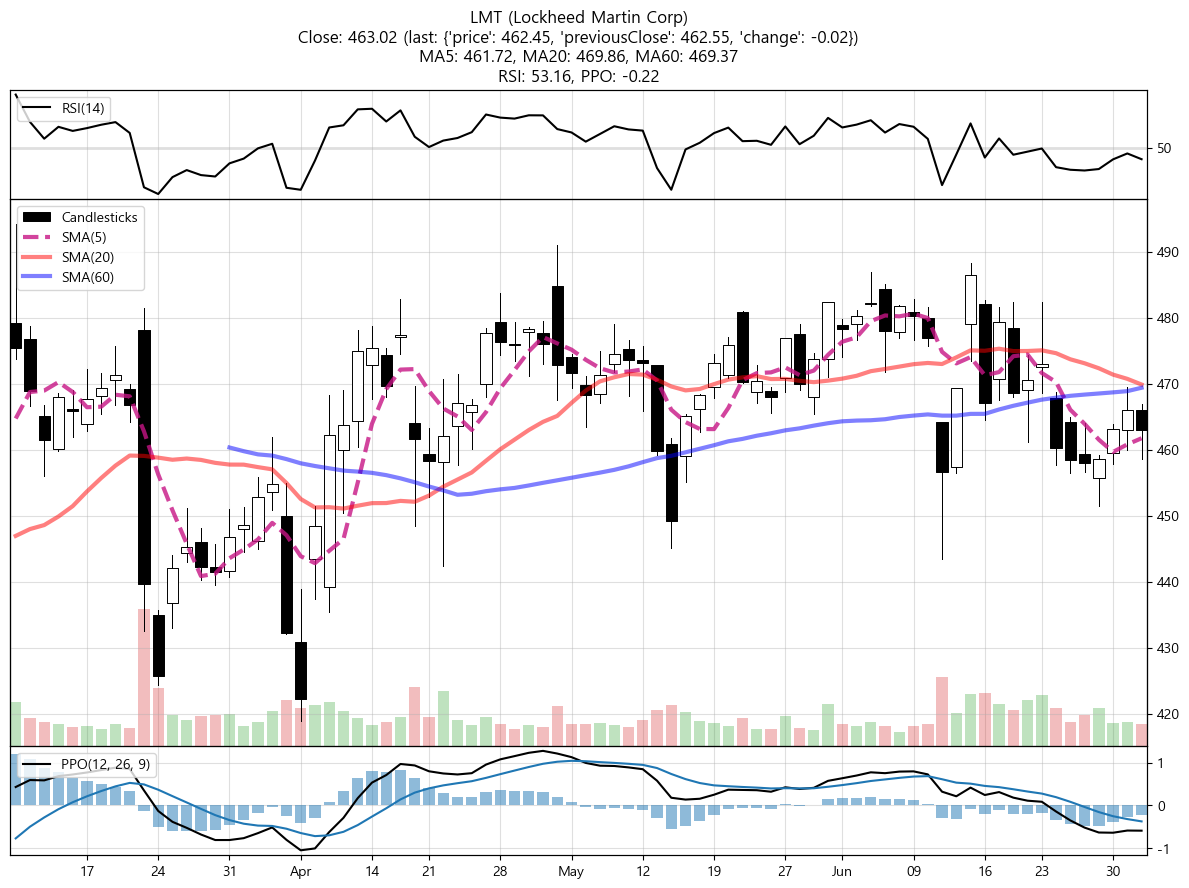 LMT (Lockheed Martin Corp)
Close: 463.02 (last: {'price': 462.45, 'previousClose': 462.55, 'change': -0.02})
MA5: 461.72, MA20: 469.86, MA60: 469.37
RSI: 53.16, PPO: -0.22
RSI(14)
50
Candlesticks
SMA(5)
SMA(20)
SMA(60)
490
480
470
460
450
440
430
420
PPO(12, 26, 9)
1
0
-1
17 24 31 Apr 14 21 28 May 12 19 27 Jun 09 16 23 30